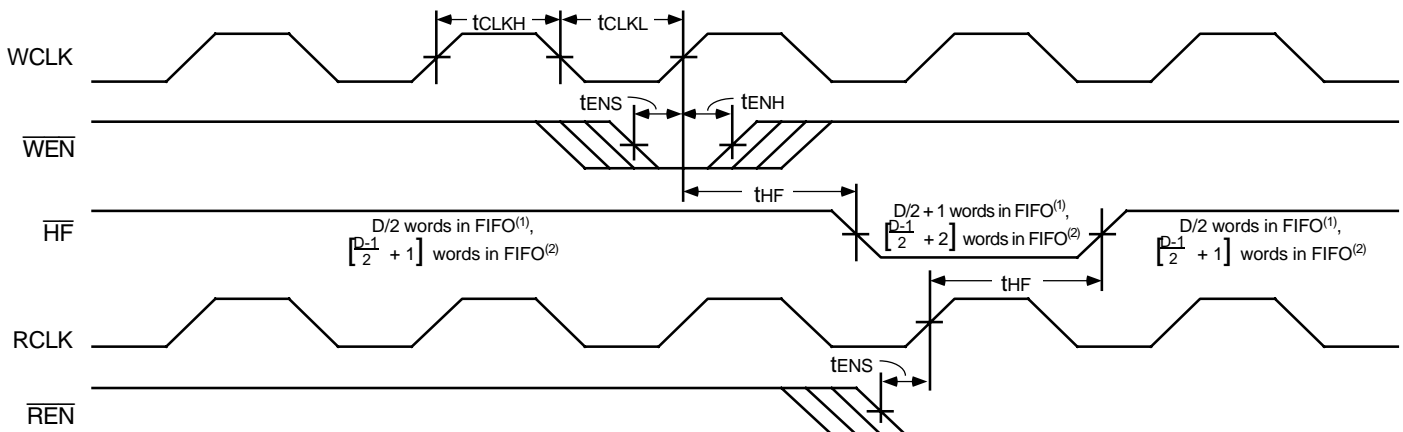 tCLKH tCLKL
WCLK
tENS tENH
WEN
tHF
HF
D/2 words in FIFO(1),
[D-1/2 + 1] words in FIFO(2)
D/2 + 1 words in FIFO(1),
[D-1/2 + 2] words in FIFO(2)
D/2 words in FIFO(1),
[D-1/2 + 1] words in FIFO(2)
tHF
RCLK
tENS
REN